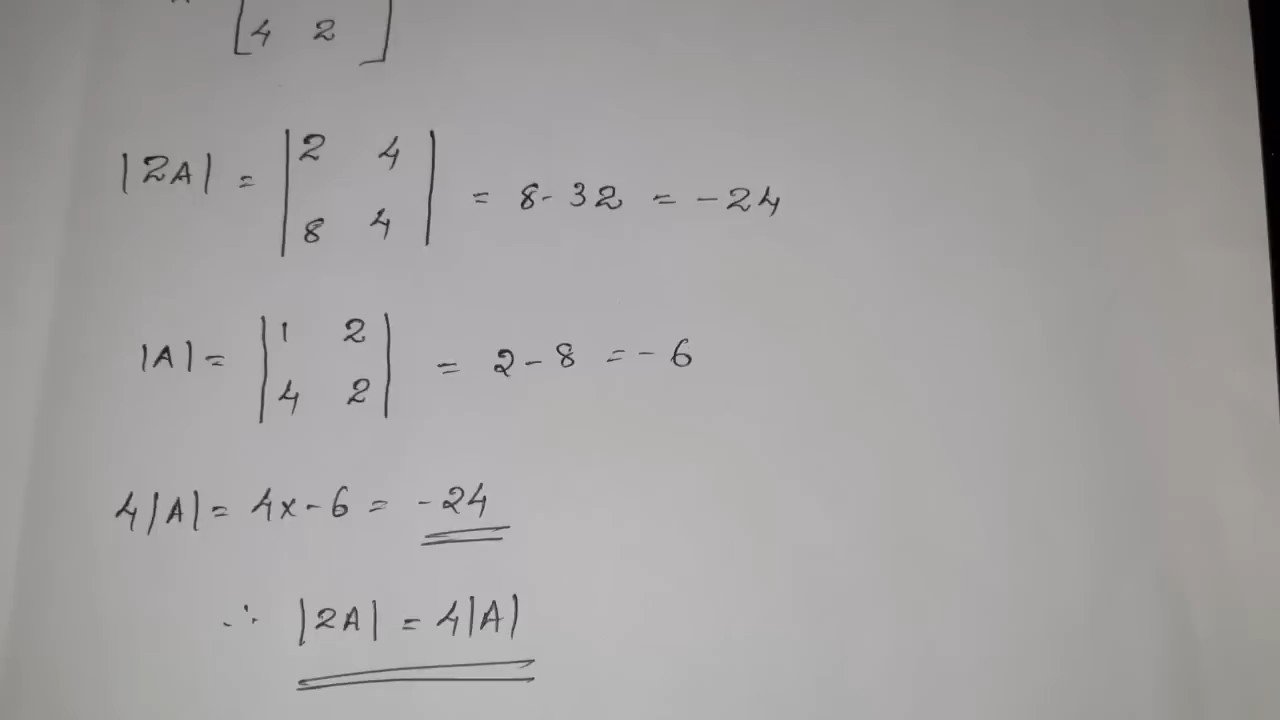 [4 2]
|2A| = |2 4| = 8 - 32 = -24
|8 4|
|A| = |1 2| = 2 - 8 = -6
|4 2|
4|A| = 4x-6 = -24
∴ |2A| = 4|A|